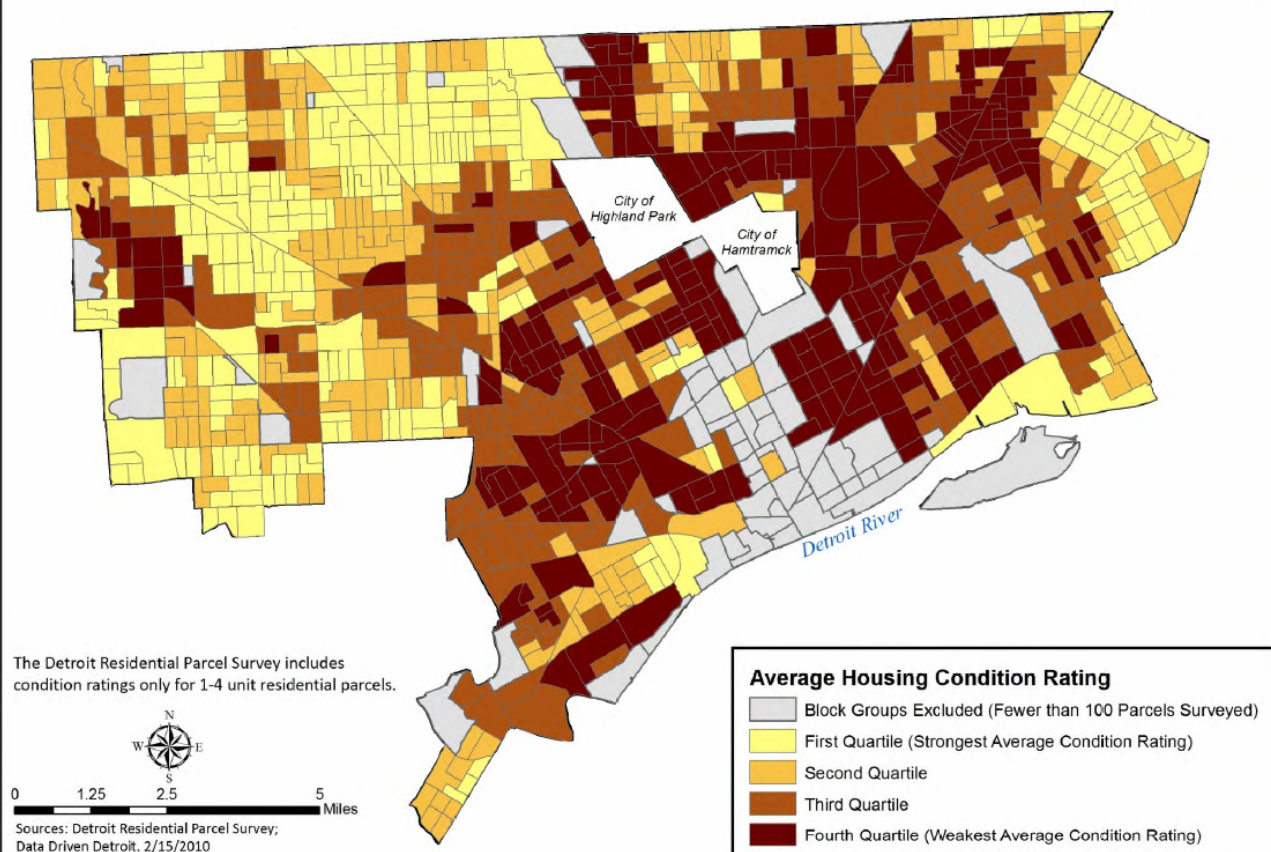 City of
Highland Park
City of
Hamtramck
Detroit River
The Detroit Residential Parcel Survey includes
condition ratings only for 1-4 unit residential parcels.
N
W E
S
0 1.25 2.5 5
Miles
Sources: Detroit Residential Parcel Survey;
Data Driven Detroit. 2/15/2010
Average Housing Condition Rating
Block Groups Excluded (Fewer than 100 Parcels Surveyed)
First Quartile (Strongest Average Condition Rating)
Second Quartile
Third Quartile
Fourth Quartile (Weakest Average Condition Rating)